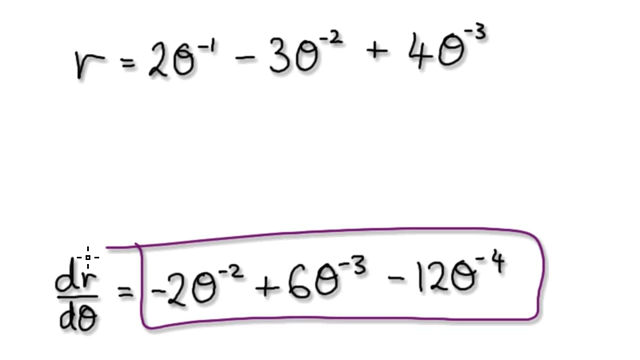 r = 2θ⁻¹ − 3θ⁻² + 4θ⁻³
dr/dθ = −2θ⁻² + 6θ⁻³ − 12θ⁻⁴